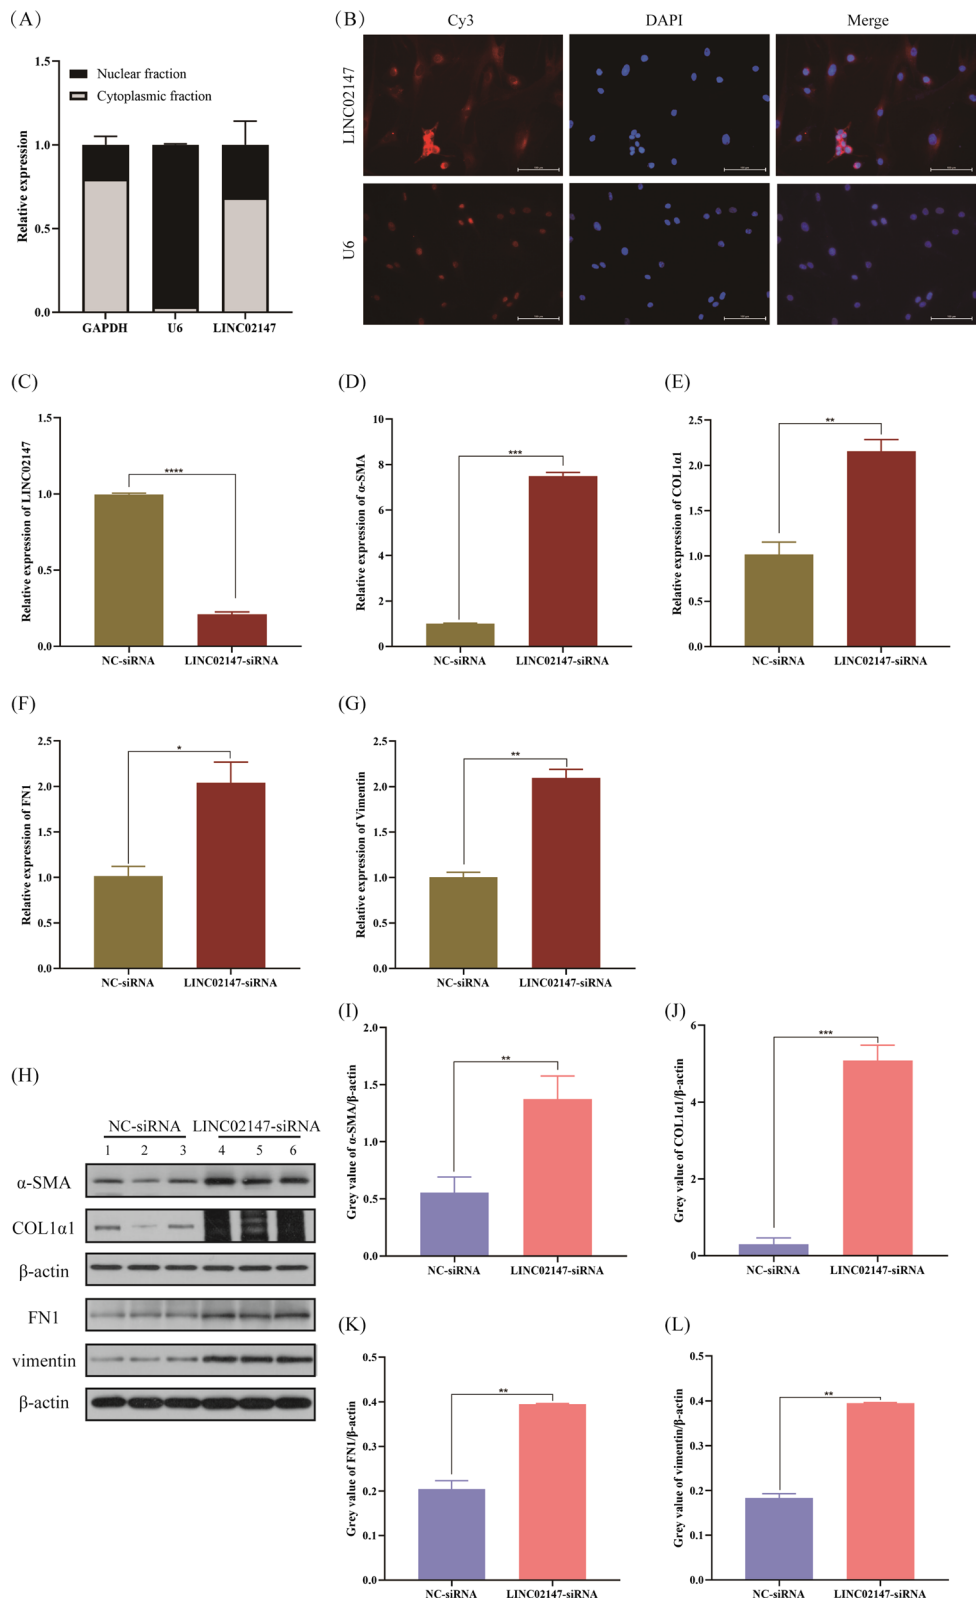 (A)
Relative expression
1.5
1.0
0.5
0.0
Nuclear fraction
Cytoplasmic fraction
GAPDH U6 LINC02147
(B)
Cy3 DAPI Merge
LINC02147
U6
(C)
Relative expression of LINC02147
1.5
1.0
0.5
0.0
****
NC-siRNA LINC02147-siRNA
(D)
Relative expression of α-SMA
10
8
6
4
2
0
***
NC-siRNA LINC02147-siRNA
(E)
Relative expression of COL1α1
2.5
2.0
1.5
1.0
0.5
0.0
**
NC-siRNA LINC02147-siRNA
(F)
Relative expression of FN1
2.5
2.0
1.5
1.0
0.5
0.0
*
NC-siRNA LINC02147-siRNA
(G)
Relative expression of Vimentin
2.5
2.0
1.5
1.0
0.5
0.0
**
NC-siRNA LINC02147-siRNA
(H)
NC-siRNA LINC02147-siRNA
1 2 3 4 5 6
α-SMA
COL1α1
β-actin
FN1
vimentin
β-actin
(I)
Grey value of α-SMA/β-actin
2.0
1.5
1.0
0.5
0.0
**
NC-siRNA LINC02147-siRNA
(J)
Grey value of COL1α1/β-actin
6
4
2
0
***
NC-siRNA LINC02147-siRNA
(K)
Grey value of FN1/β-actin
0.5
0.4
0.3
0.2
0.1
0.0
**
NC-siRNA LINC02147-siRNA
(L)
Grey value of vimentin/β-actin
0.5
0.4
0.3
0.2
0.1
0.0
**
NC-siRNA LINC02147-siRNA